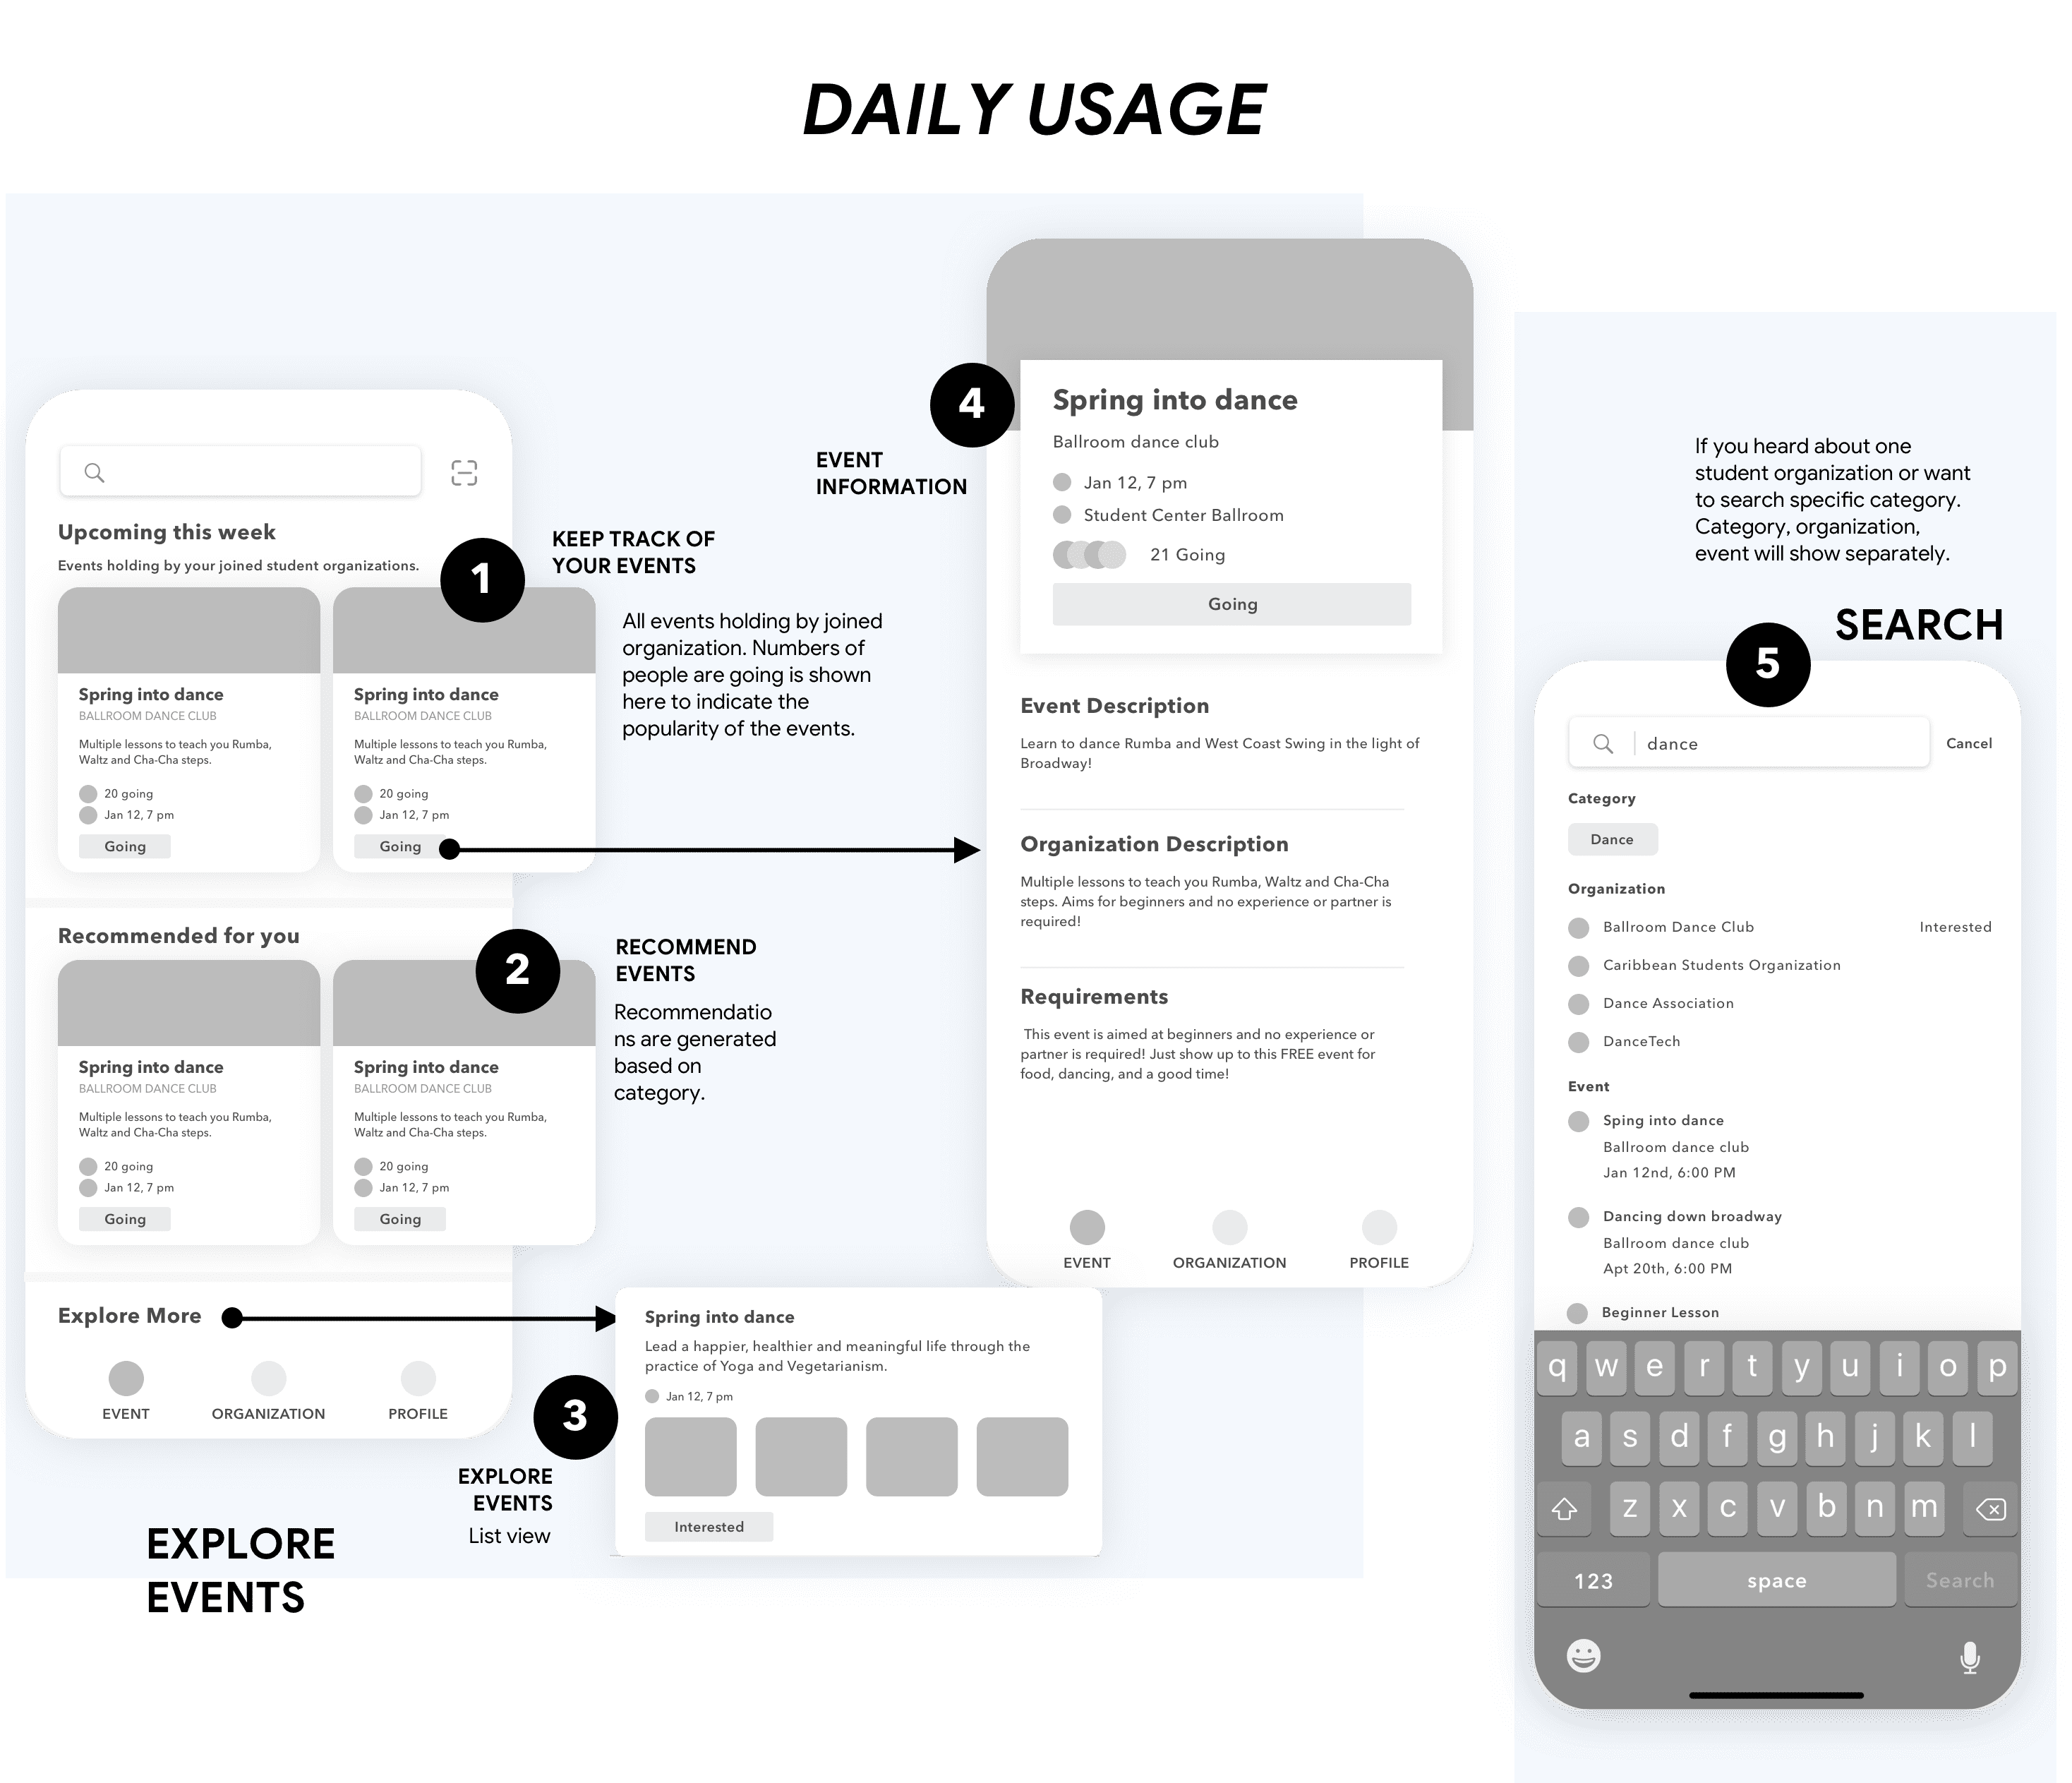 DAILY USAGE
Upcoming this week
Events holding by your joined student organizations.
1
KEEP TRACK OF
YOUR EVENTS
All events holding by joined
organization. Numbers of
people are going is shown
here to indicate the
popularity of the events.
Spring into dance
BALLROOM DANCE CLUB
Multiple lessons to teach you Rumba,
Waltz and Cha-Cha steps.
20 going
Jan 12, 7 pm
Going
Spring into dance
BALLROOM DANCE CLUB
Multiple lessons to teach you Rumba,
Waltz and Cha-Cha steps.
20 going
Jan 12, 7 pm
Going
Recommended for you
2
RECOMMEND
EVENTS
Recommendatio
ns are generated
based on
category.
Spring into dance
BALLROOM DANCE CLUB
Multiple lessons to teach you Rumba,
Waltz and Cha-Cha steps.
20 going
Jan 12, 7 pm
Going
Spring into dance
BALLROOM DANCE CLUB
Multiple lessons to teach you Rumba,
Waltz and Cha-Cha steps.
20 going
Jan 12, 7 pm
Going
Explore More
EVENT
ORGANIZATION
PROFILE
EXPLORE
EVENTS
3
EXPLORE
EVENTS
List view
Spring into dance
Lead a happier, healthier and meaningful life through the
practice of Yoga and Vegetarianism.
Jan 12, 7 pm
Interested
4
EVENT
INFORMATION
Spring into dance
Ballroom dance club
Jan 12, 7 pm
Student Center Ballroom
21 Going
Going
Event Description
Learn to dance Rumba and West Coast Swing in the light of
Broadway!
Organization Description
Multiple lessons to teach you Rumba, Waltz and Cha-Cha
steps. Aims for beginners and no experience or partner is
required!
Requirements
This event is aimed at beginners and no experience or
partner is required! Just show up to this FREE event for
food, dancing, and a good time!
EVENT
ORGANIZATION
PROFILE
If you heard about one
student organization or want
to search specific category.
Category, organization,
event will show separately.
SEARCH
5
dance
Cancel
Category
Dance
Organization
Ballroom Dance Club
Interested
Caribbean Students Organization
Dance Association
DanceTech
Event
Sping into dance
Ballroom dance club
Jan 12nd, 6:00 PM
Dancing down broadway
Ballroom dance club
Apt 20th, 6:00 PM
Beginner Lesson
q w e r t y u i o p
a s d f g h j k l
z x c v b n m
123 space Search